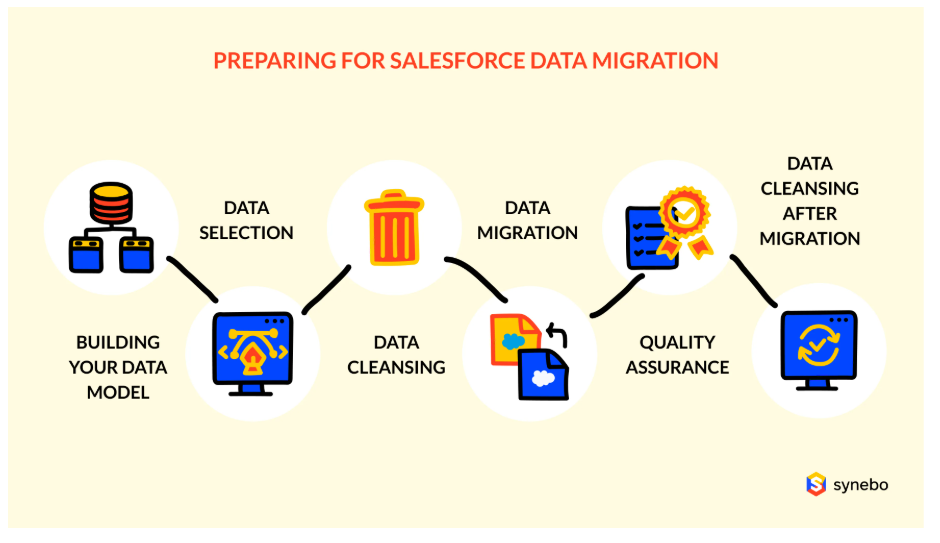 PREPARING FOR SALESFORCE DATA MIGRATION
BUILDING
YOUR DATA
MODEL
DATA
SELECTION
DATA
CLEANSING
DATA
MIGRATION
QUALITY
ASSURANCE
DATA
CLEANSING
AFTER
MIGRATION
S
synebo